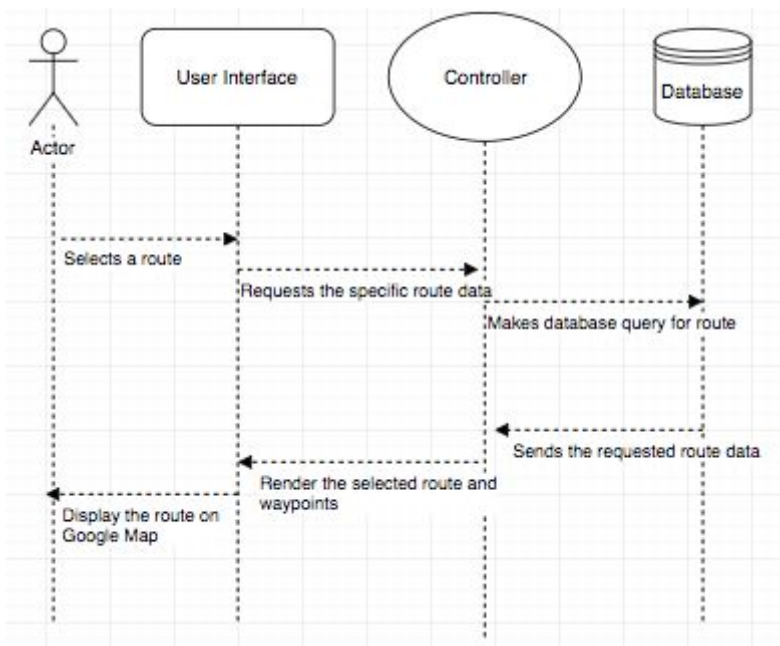 User Interface
Controller
Database
Actor
Selects a route
Requests the specific route data
Makes database query for route
Sends the requested route data
Render the selected route and
waypoints
Display the route on
Google Map